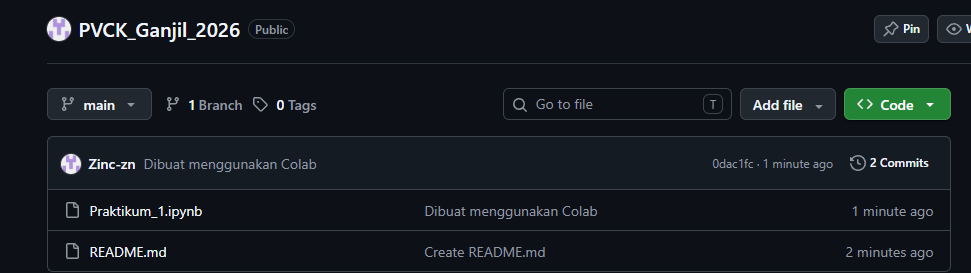 PVCK_Ganjil_2026 Public Pin
main 1 Branch 0 Tags Go to file T Add file Code
Zinc-zn Dibuat menggunakan Colab 0dac1fc · 1 minute ago 2 Commits
Praktikum_1.ipynb Dibuat menggunakan Colab 1 minute ago
README.md Create README.md 2 minutes ago